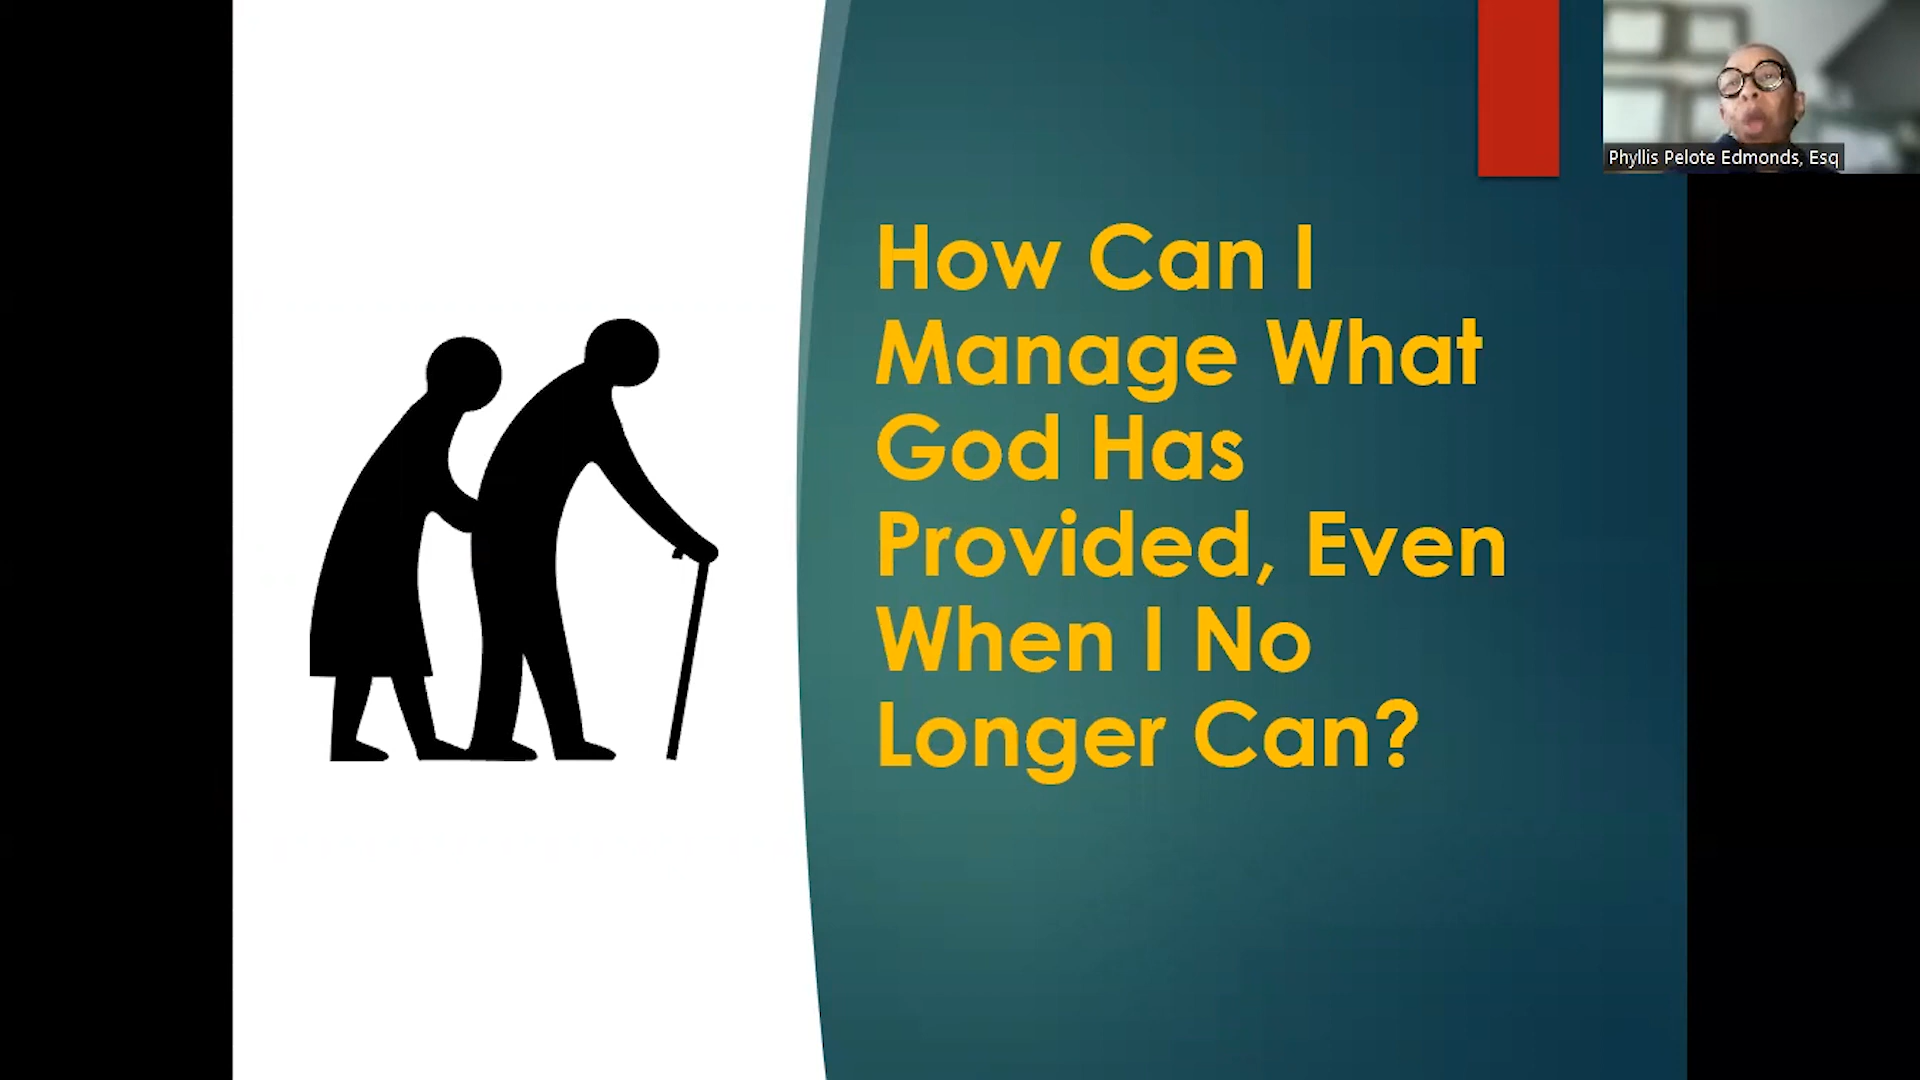 Phyllis Pelote Edmonds, Esq
How Can I
Manage What
God Has
Provided, Even
When I No
Longer Can?